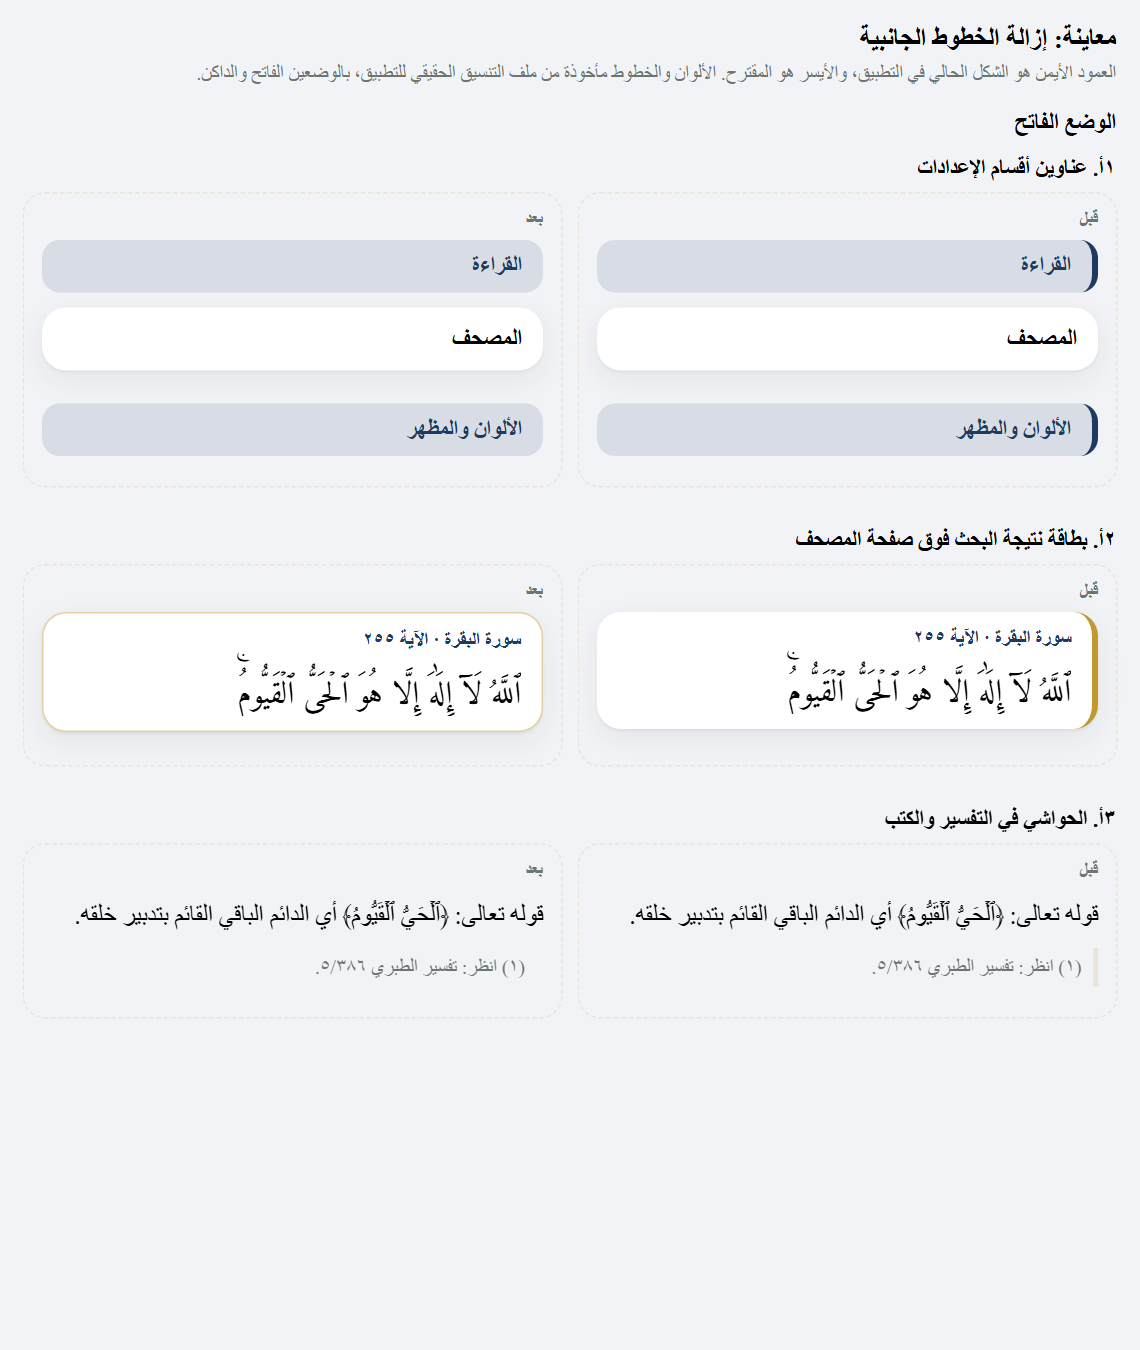 معاينة: إزالة الخطوط الجانبية
العمود الأيمن هو الشكل الحالي في التطبيق، والأيسر هو المقترح. الألوان والخطوط مأخوذة من ملف التنسيق الحقيقي للتطبيق، بالوضعين الفاتح والداكن.
الوضع الفاتح
١أ. عناوين أقسام الإعدادات
قبل
القراءة
المصحف
الألوان والمظهر
بعد
القراءة
المصحف
الألوان والمظهر
٢أ. بطاقة نتيجة البحث فوق صفحة المصحف
قبل
سورة البقرة · الآية ٢٥٥
ٱللَّهُ لَآ إِلَٰهَ إِلَّا هُوَ ٱلۡحَيُّ ٱلۡقَيُّومُۚ
بعد
سورة البقرة · الآية ٢٥٥
ٱللَّهُ لَآ إِلَٰهَ إِلَّا هُوَ ٱلۡحَيُّ ٱلۡقَيُّومُۚ
٣أ. الحواشي في التفسير والكتب
قبل
قوله تعالى: ﴿ٱلۡحَيُّ ٱلۡقَيُّومُ﴾ أي الدائم الباقي القائم بتدبير خلقه.
(١) انظر: تفسير الطبري ٥/٣٨٦.
بعد
قوله تعالى: ﴿ٱلۡحَيُّ ٱلۡقَيُّومُ﴾ أي الدائم الباقي القائم بتدبير خلقه.
(١) انظر: تفسير الطبري ٥/٣٨٦.